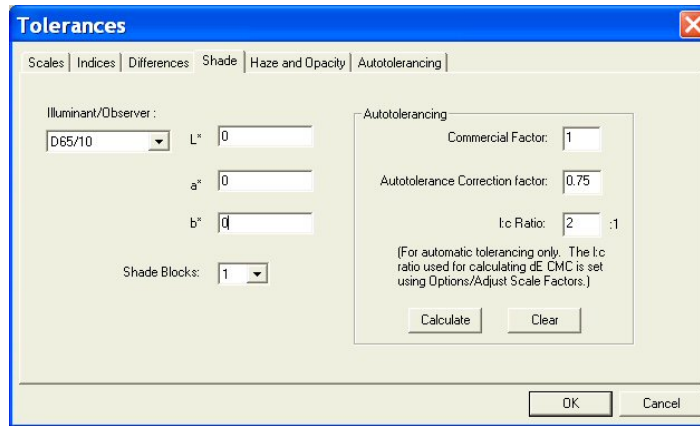 Tolerances
Scales Indices Differences Shade Haze and Opacity Autotolerancing
Illuminant/Observer :
D65/10
L* 0
a* 0
b* 0
Shade Blocks: 1
Autotolerancing
Commercial Factor: 1
Autotolerance Correction factor: 0.75
l:c Ratio: 2 :1
(For automatic tolerancing only. The l:c
ratio used for calculating dE CMC is set
using Options/Adjust Scale Factors.)
Calculate Clear
OK Cancel